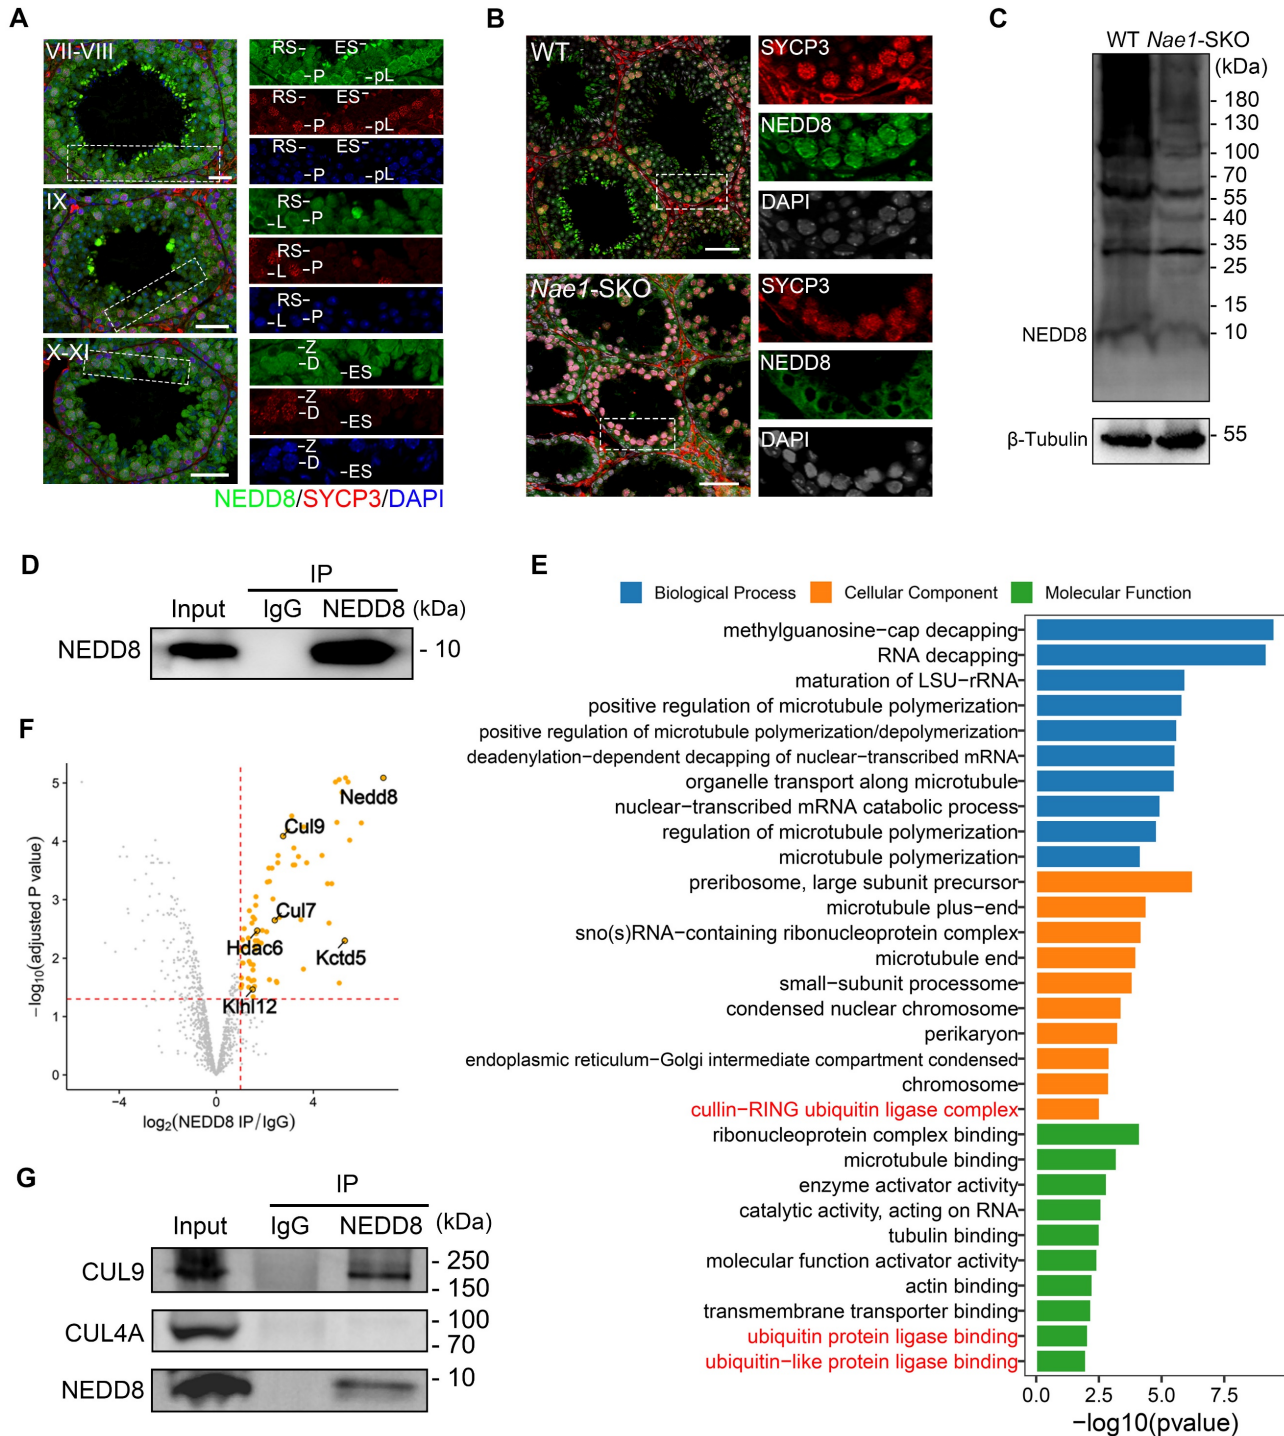 A
VII-VIII
RS-
ES-
-P
-pL
RS-
ES-
-P
-pL
RS-
ES-
-P
-pL
IX
RS-
-L
-P
RS-
-L
-P
RS-
-L
-P
X-XI
-Z
-D
-ES
-Z
-D
-ES
-Z
-D
-ES
NEDD8/SYCP3/DAPI
B
WT
SYCP3
NEDD8
DAPI
Nae1-SKO
SYCP3
NEDD8
DAPI
C
WT Nae1-SKO
(kDa)
- 180
- 130
- 100
- 70
- 55
- 40
- 35
- 25
- 15
- 10
NEDD8
β-Tubulin
- 55
D
IP
Input IgG NEDD8 (kDa)
NEDD8
- 10
E
Biological Process Cellular Component Molecular Function
methylguanosine−cap decapping
RNA decapping
maturation of LSU−rRNA
positive regulation of microtubule polymerization
positive regulation of microtubule polymerization/depolymerization
deadenylation−dependent decapping of nuclear−transcribed mRNA
organelle transport along microtubule
nuclear−transcribed mRNA catabolic process
regulation of microtubule polymerization
microtubule polymerization
preribosome, large subunit precursor
microtubule plus−end
sno(s)RNA−containing ribonucleoprotein complex
microtubule end
small−subunit processome
condensed nuclear chromosome
perikaryon
endoplasmic reticulum−Golgi intermediate compartment condensed
chromosome
cullin−RING ubiquitin ligase complex
ribonucleoprotein complex binding
microtubule binding
enzyme activator activity
catalytic activity, acting on RNA
tubulin binding
molecular function activator activity
actin binding
transmembrane transporter binding
ubiquitin protein ligase binding
ubiquitin−like protein ligase binding
0.0 2.5 5.0 7.5
−log10(pvalue)
F
5
4
3
2
1
0
−log10(adjusted P value)
Nedd8
Cul9
Cul7
Hdac6
Kctd5
Klhl12
−4 0 4
log2(NEDD8 IP/IgG)
G
IP
Input IgG NEDD8 (kDa)
CUL9
- 250
- 150
CUL4A
- 100
- 70
NEDD8
- 10